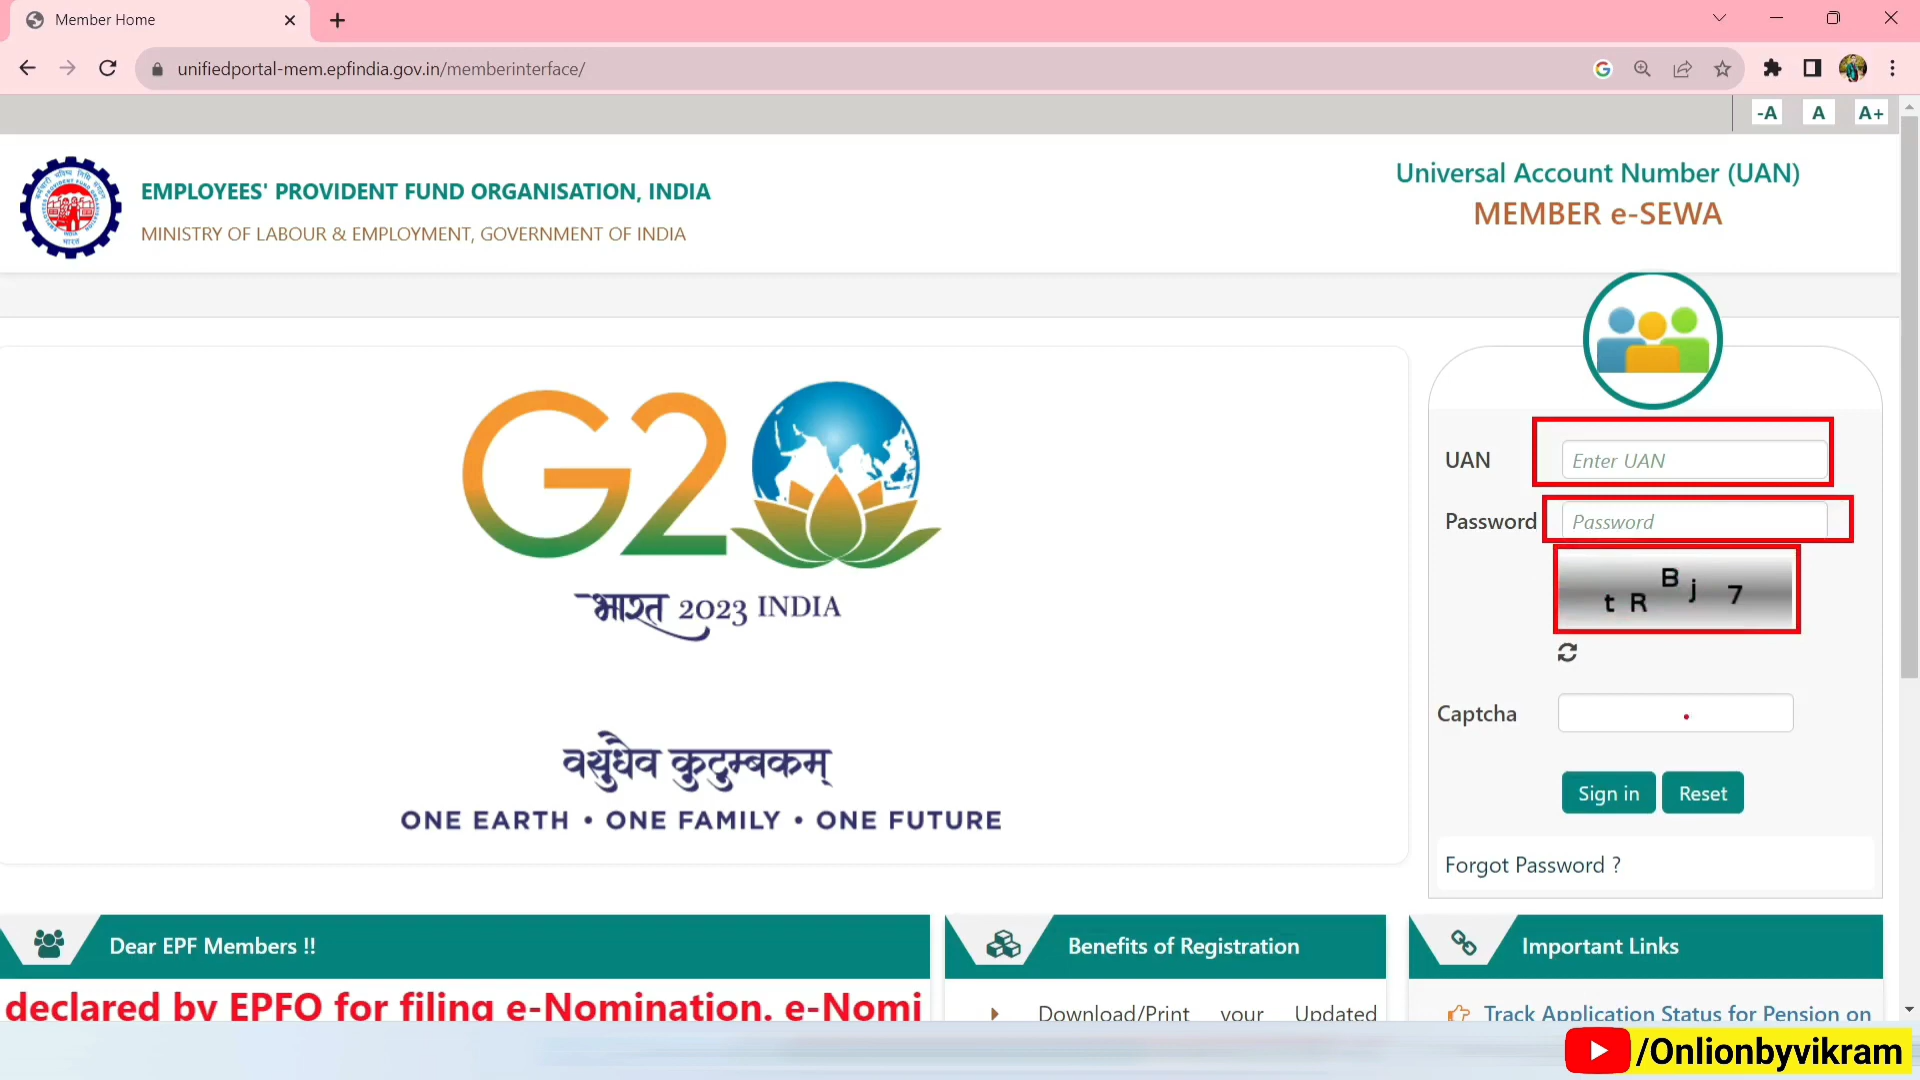 Member Home
unifiedportal-mem.epfindia.gov.in/memberinterface/
-A A A+
EMPLOYEES' PROVIDENT FUND ORGANISATION, INDIA
MINISTRY OF LABOUR & EMPLOYMENT, GOVERNMENT OF INDIA
Universal Account Number (UAN)
MEMBER e-SEWA
G20
भारत 2023 INDIA
वसुधैव कुटुम्बकम्
ONE EARTH • ONE FAMILY • ONE FUTURE
UAN Enter UAN
Password Password
t R B j 7
Captcha
Sign in Reset
Forgot Password ?
Dear EPF Members !!
declared by EPFO for filing e-Nomination. e-Nomi
Benefits of Registration
Download/Print your Updated
Important Links
Track Application Status for Pension on
/Onlionbyvikram